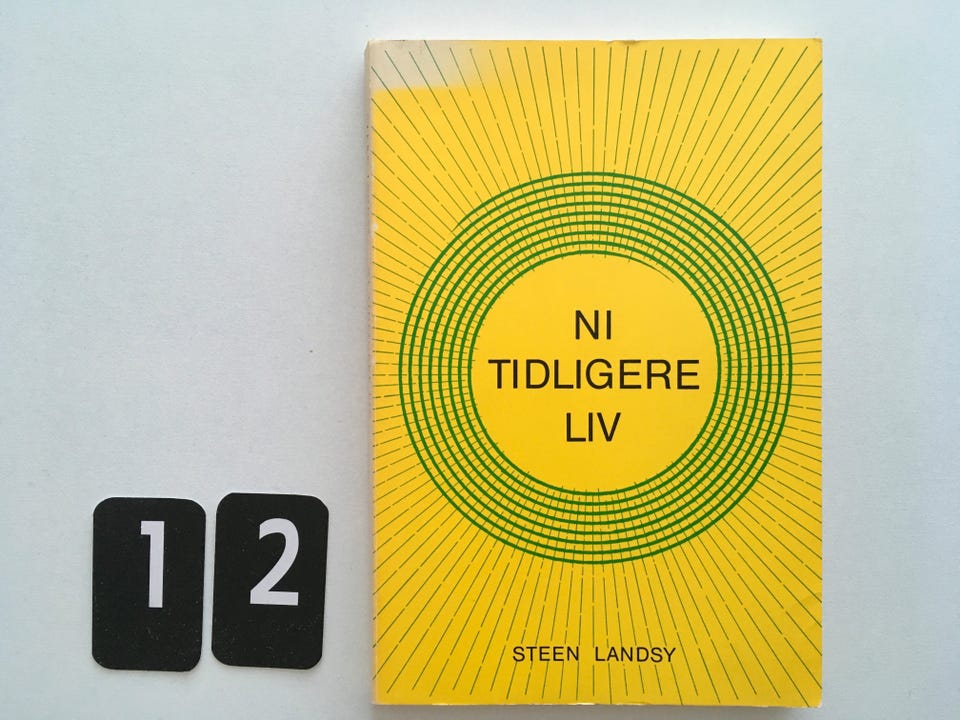 NI
TIDLIGERE
LIV
STEEN LANDSY
1 2